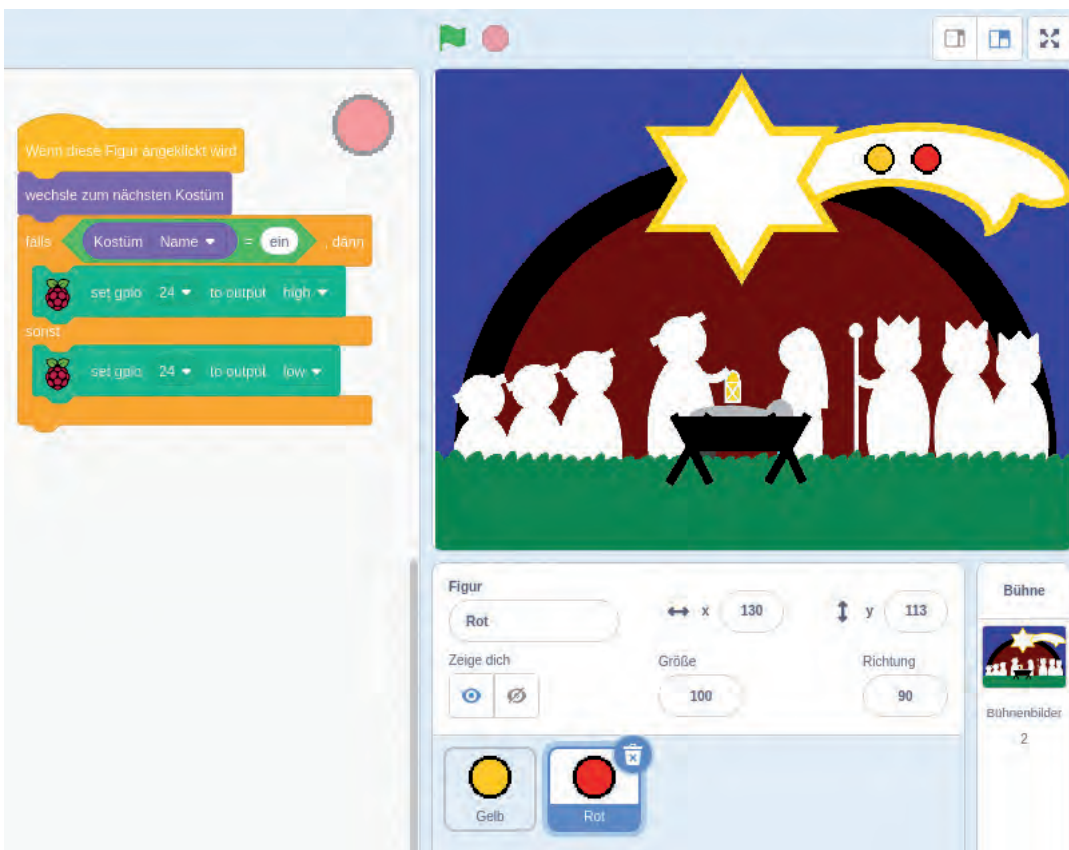 Wenn diese Figur angeklickt wird
wechsle zum nächsten Kostüm
falls Kostüm Name = ein , dann
set gpio 24 to output high
sonst
set gpio 24 to output low
Figur
Rot
x 130
y 113
Zeige dich
Größe
100
Richtung
90
Gelb
Rot
Bühne
Bühnenbilder
2